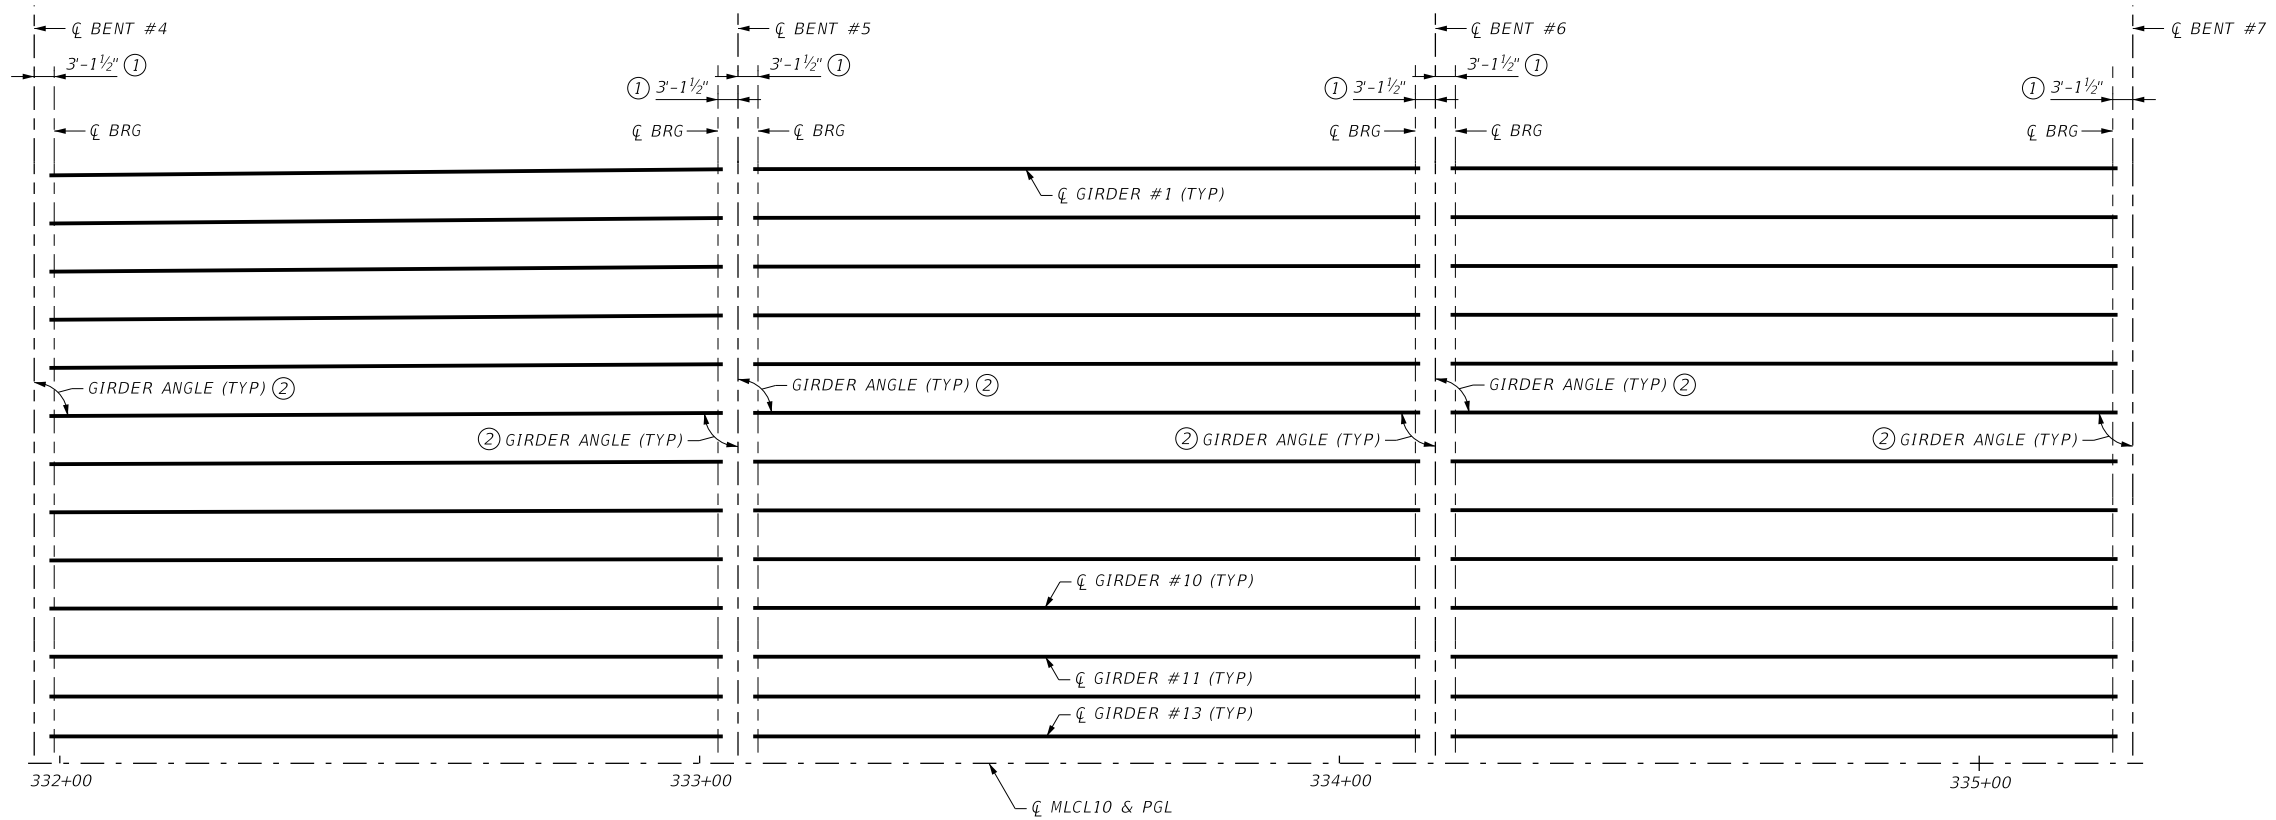 ℄ BENT #4
℄ BENT #5
℄ BENT #6
℄ BENT #7
3'-1½" ①
3'-1½" ①
3'-1½" ①
① 3'-1½"
① 3'-1½"
① 3'-1½"
℄ BRG
℄ BRG
℄ BRG
℄ BRG
℄ BRG
℄ BRG
℄ GIRDER #1 (TYP)
GIRDER ANGLE (TYP) ②
GIRDER ANGLE (TYP) ②
GIRDER ANGLE (TYP) ②
② GIRDER ANGLE (TYP)
② GIRDER ANGLE (TYP)
② GIRDER ANGLE (TYP)
℄ GIRDER #10 (TYP)
℄ GIRDER #11 (TYP)
℄ GIRDER #13 (TYP)
332+00
333+00
334+00
335+00
℄ MLCL10 & PGL